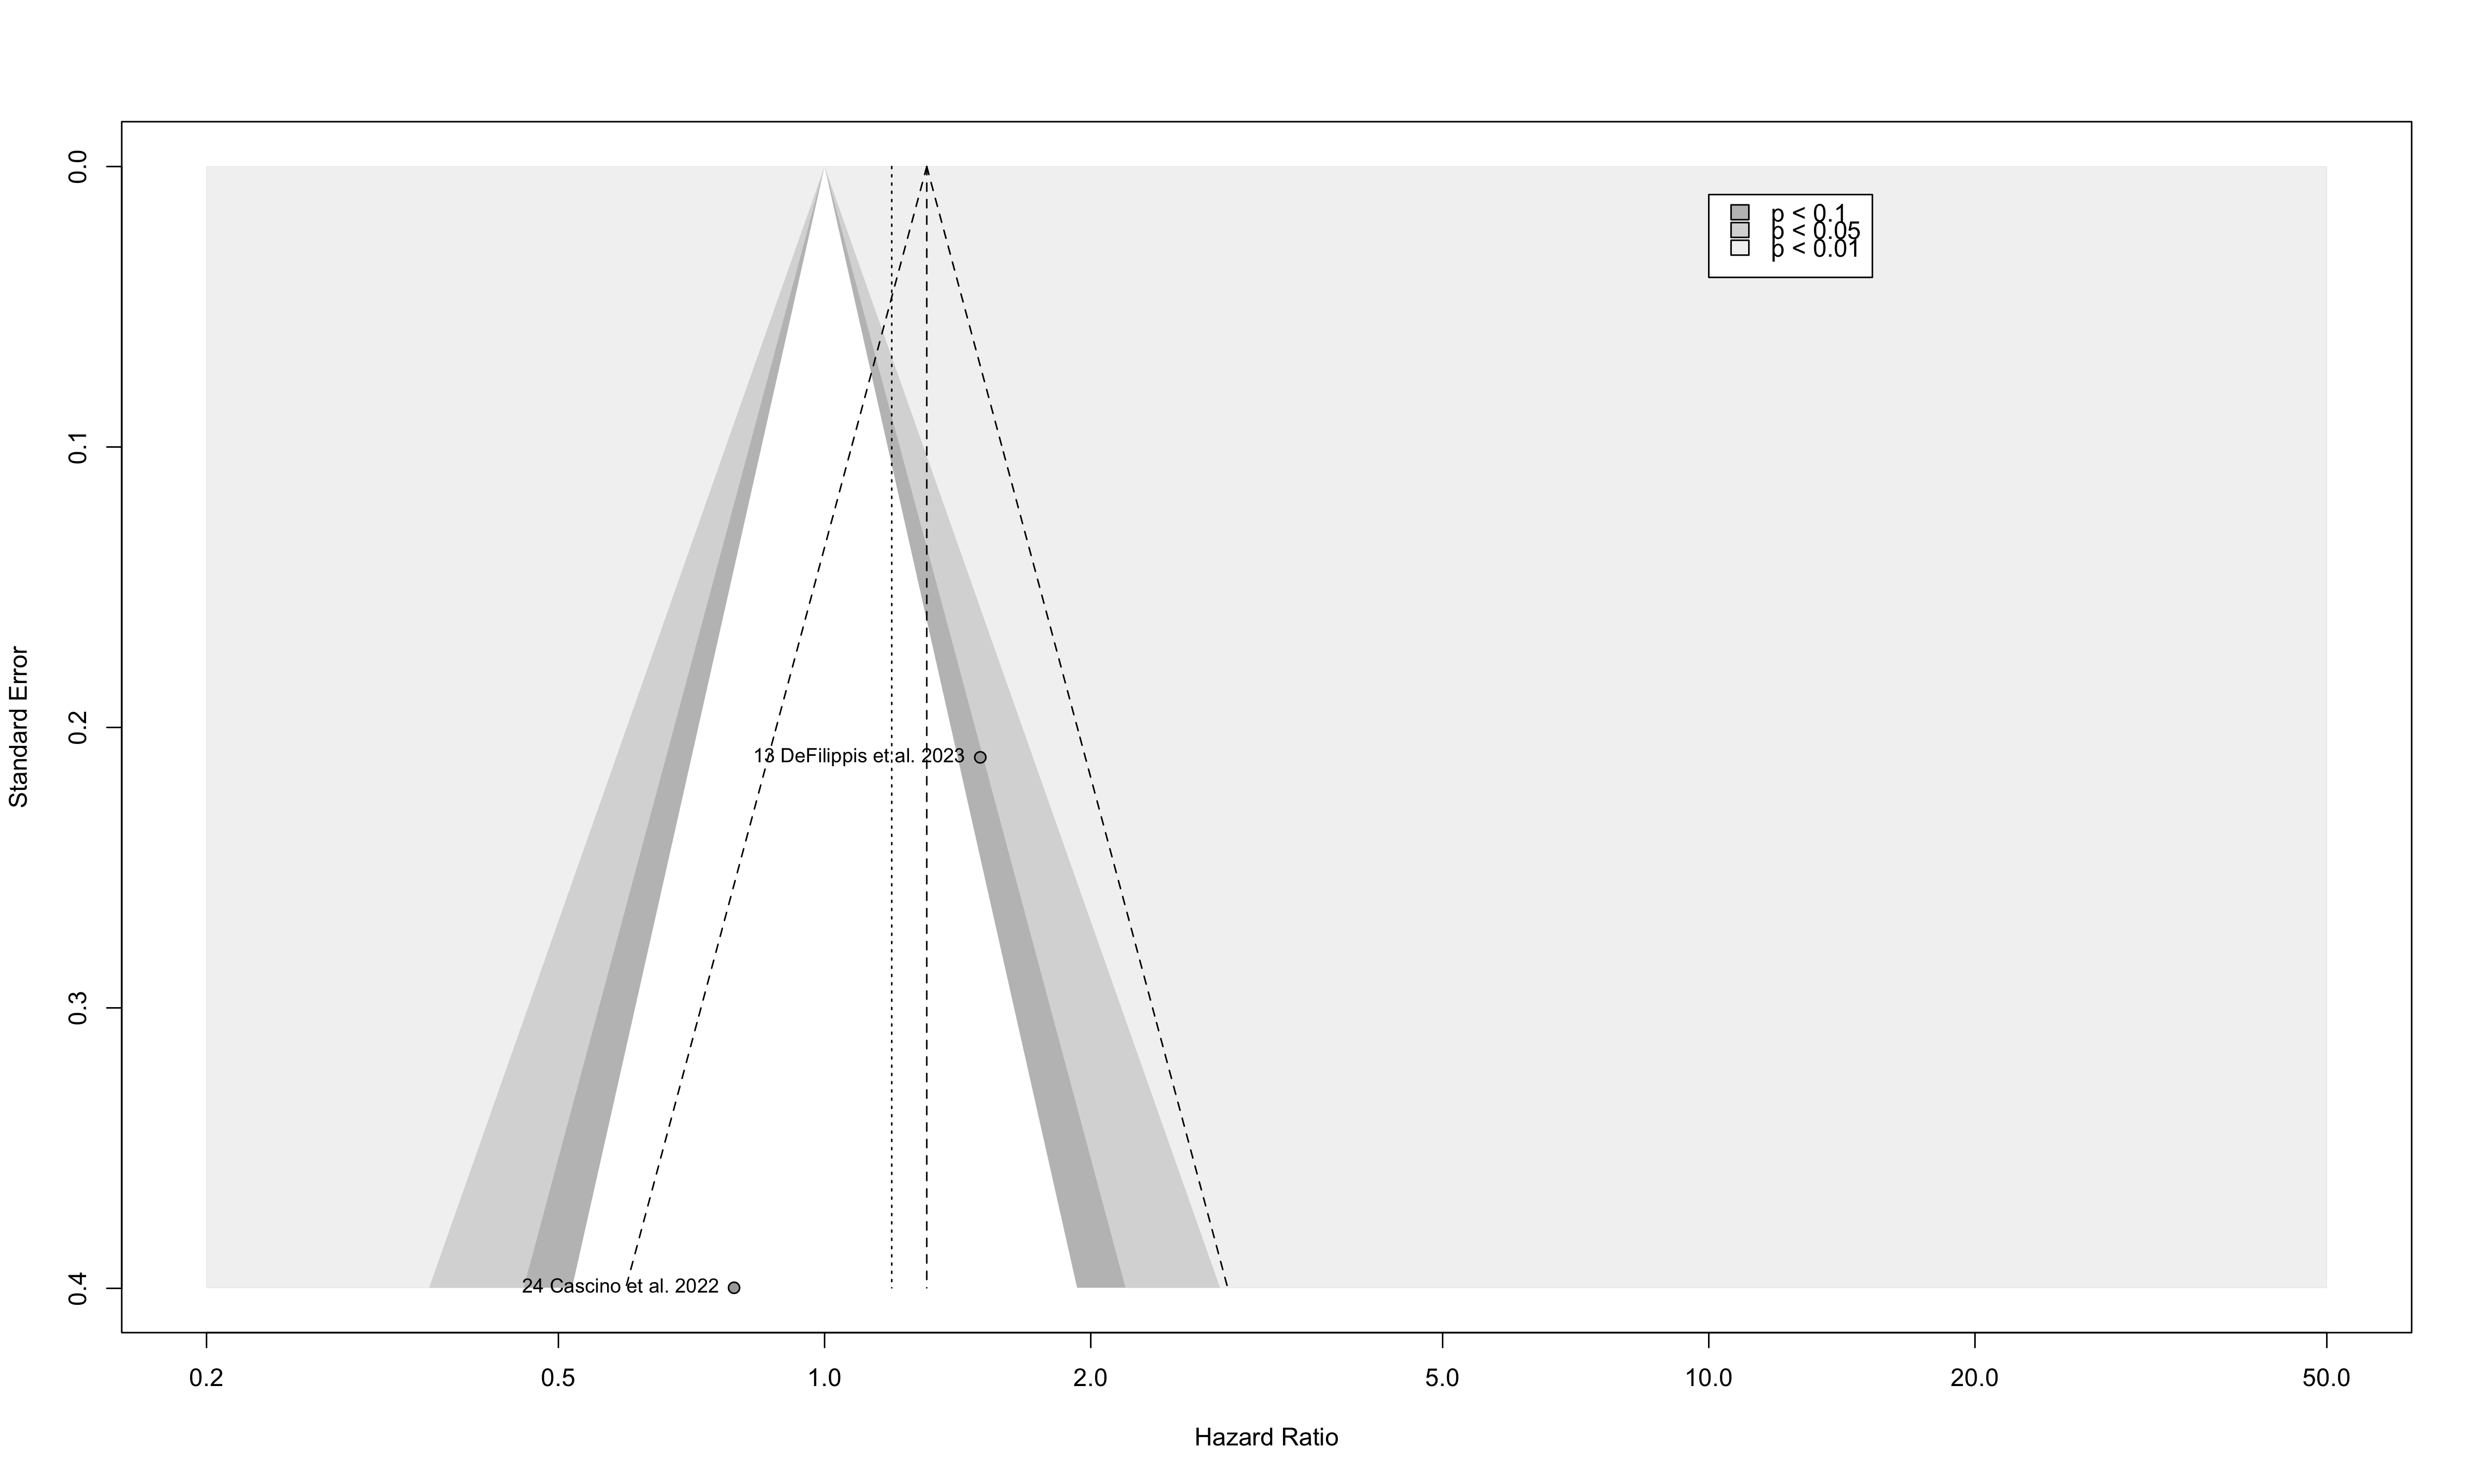 0.0
0.1
0.2
0.3
0.4
Standard Error
p < 0.1
p < 0.05
p < 0.01
13 DeFilippis et al. 2023
24 Cascino et al. 2022
0.2 0.5 1.0 2.0 5.0 10.0 20.0 50.0
Hazard Ratio